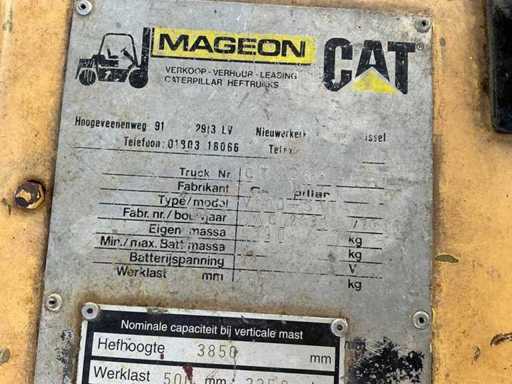 MAGEON
CAT®
VERKOOP - VERHUUR - LEASING
CATERPILLAR HEFTRUCKS
Hoogeveenenweg 91 2913 LV Nieuwerkerk
Telefoon: 01803 18066
Truck Nr.
Fabrikant
Type/model
Fabr. nr./bouwjaar
Eigen massa kg
Min./max. Batt. massa kg
Batterijspanning V
Werklast mm kg
Nominale capaciteit bij verticale mast
Hefhoogte 3850 mm
Werklast 500 mm